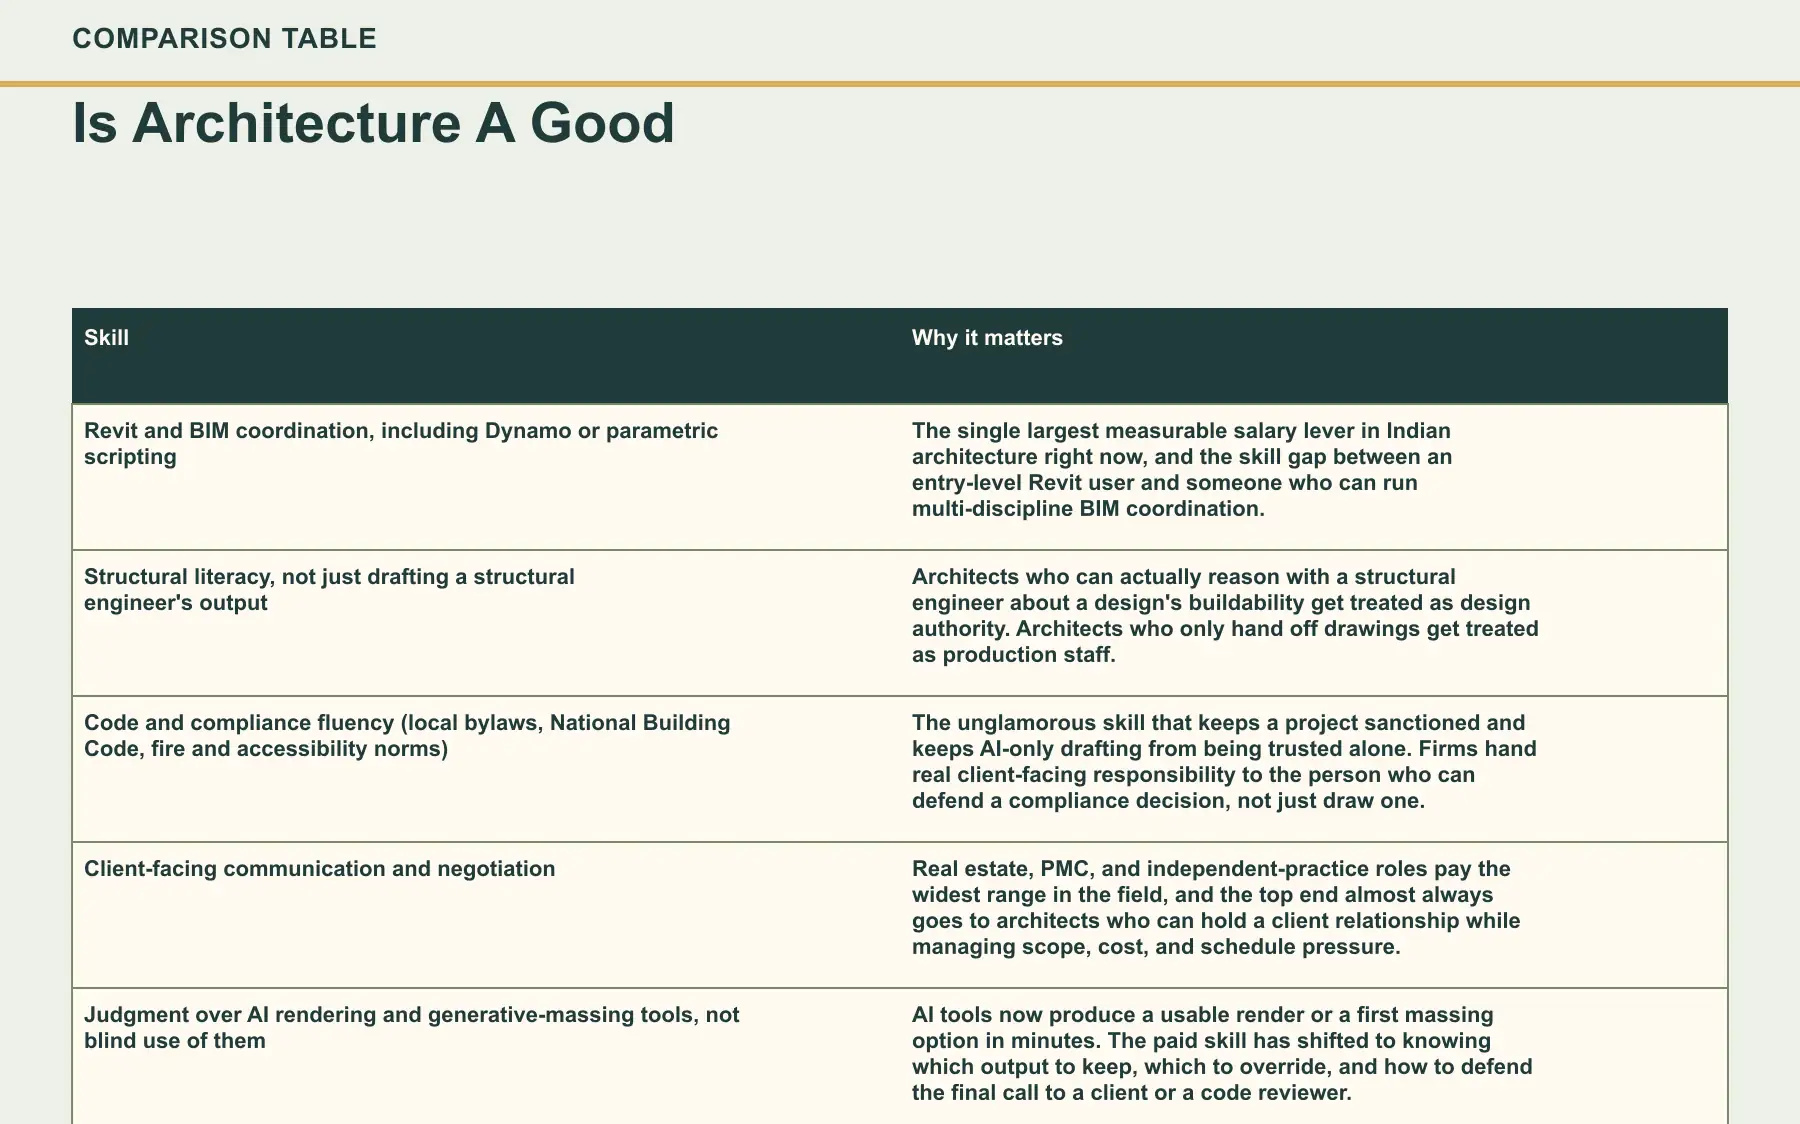 COMPARISON TABLE
Is Architecture A Good
Skill
Why it matters
Revit and BIM coordination, including Dynamo or parametric
scripting
The single largest measurable salary lever in Indian
architecture right now, and the skill gap between an
entry-level Revit user and someone who can run
multi-discipline BIM coordination.
Structural literacy, not just drafting a structural
engineer's output
Architects who can actually reason with a structural
engineer about a design's buildability get treated as design
authority. Architects who only hand off drawings get treated
as production staff.
Code and compliance fluency (local bylaws, National Building
Code, fire and accessibility norms)
The unglamorous skill that keeps a project sanctioned and
keeps AI-only drafting from being trusted alone. Firms hand
real client-facing responsibility to the person who can
defend a compliance decision, not just draw one.
Client-facing communication and negotiation
Real estate, PMC, and independent-practice roles pay the
widest range in the field, and the top end almost always
goes to architects who can hold a client relationship while
managing scope, cost, and schedule pressure.
Judgment over AI rendering and generative-massing tools, not
blind use of them
AI tools now produce a usable render or a first massing
option in minutes. The paid skill has shifted to knowing
which output to keep, which to override, and how to defend
the final call to a client or a code reviewer.